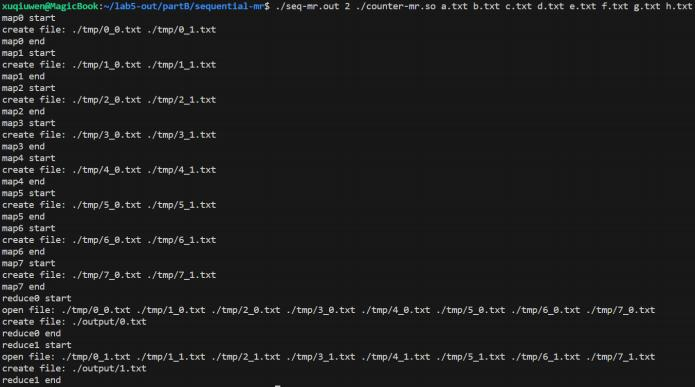 xuqiuwen@MagicBook:~/lab5-out/partB/sequential-mr$ ./seq-mr.out 2 ./counter-mr.so a.txt b.txt c.txt d.txt e.txt f.txt g.txt h.txt
map0 start
create file: ./tmp/0_0.txt ./tmp/0_1.txt
map0 end
map1 start
create file: ./tmp/1_0.txt ./tmp/1_1.txt
map1 end
map2 start
create file: ./tmp/2_0.txt ./tmp/2_1.txt
map2 end
map3 start
create file: ./tmp/3_0.txt ./tmp/3_1.txt
map3 end
map4 start
create file: ./tmp/4_0.txt ./tmp/4_1.txt
map4 end
map5 start
create file: ./tmp/5_0.txt ./tmp/5_1.txt
map5 end
map6 start
create file: ./tmp/6_0.txt ./tmp/6_1.txt
map6 end
map7 start
create file: ./tmp/7_0.txt ./tmp/7_1.txt
map7 end
reduce0 start
open file: ./tmp/0_0.txt ./tmp/1_0.txt ./tmp/2_0.txt ./tmp/3_0.txt ./tmp/4_0.txt ./tmp/5_0.txt ./tmp/6_0.txt ./tmp/7_0.txt
create file: ./output/0.txt
reduce0 end
reduce1 start
open file: ./tmp/0_1.txt ./tmp/1_1.txt ./tmp/2_1.txt ./tmp/3_1.txt ./tmp/4_1.txt ./tmp/5_1.txt ./tmp/6_1.txt ./tmp/7_1.txt
create file: ./output/1.txt
reduce1 end